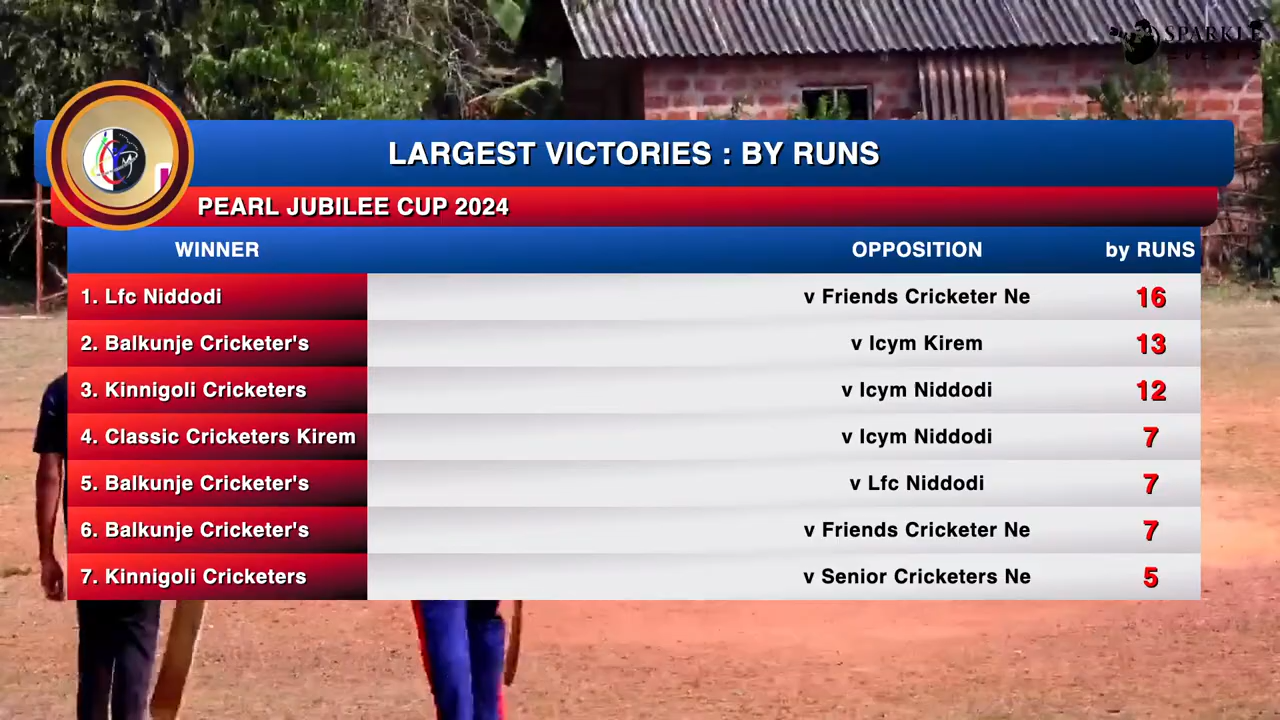 SPARKLE
EVENTS
LARGEST VICTORIES : BY RUNS
PEARL JUBILEE CUP 2024
WINNER OPPOSITION by RUNS
1. Lfc Niddodi v Friends Cricketer Ne 16
2. Balkunje Cricketer's v Icym Kirem 13
3. Kinnigoli Cricketers v Icym Niddodi 12
4. Classic Cricketers Kirem v Icym Niddodi 7
5. Balkunje Cricketer's v Lfc Niddodi 7
6. Balkunje Cricketer's v Friends Cricketer Ne 7
7. Kinnigoli Cricketers v Senior Cricketers Ne 5